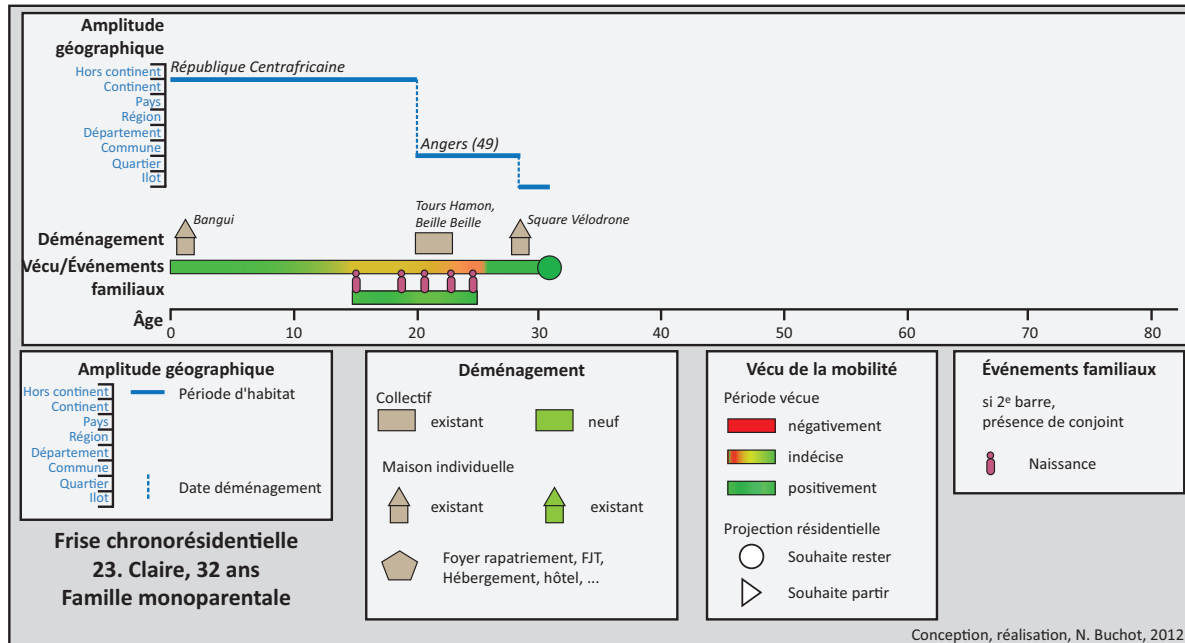 Amplitude
géographique
Hors continent
Continent
Pays
Région
Département
Commune
Quartier
Ilot
République Centrafricaine
Angers (49)
Bangui
Tours Hamon,
Beille Beille
Square Vélodrone
Déménagement
Vécu/Événements
familiaux
Âge
0 10 20 30 40 50 60 70 80
Amplitude géographique
Hors continent
Continent
Pays
Région
Département
Commune
Quartier
Ilot
Période d'habitat
Date déménagement
Frise chronorésidentielle
23. Claire, 32 ans
Famille monoparentale
Déménagement
Collectif
existant neuf
Maison individuelle
existant existant
Foyer rapatriement, FJT,
Hébergement, hôtel, ...
Vécu de la mobilité
Période vécue
négativement
indécise
positivement
Projection résidentielle
Souhaite rester
Souhaite partir
Événements familiaux
si 2e barre,
présence de conjoint
Naissance
Conception, réalisation, N. Buchot, 2012